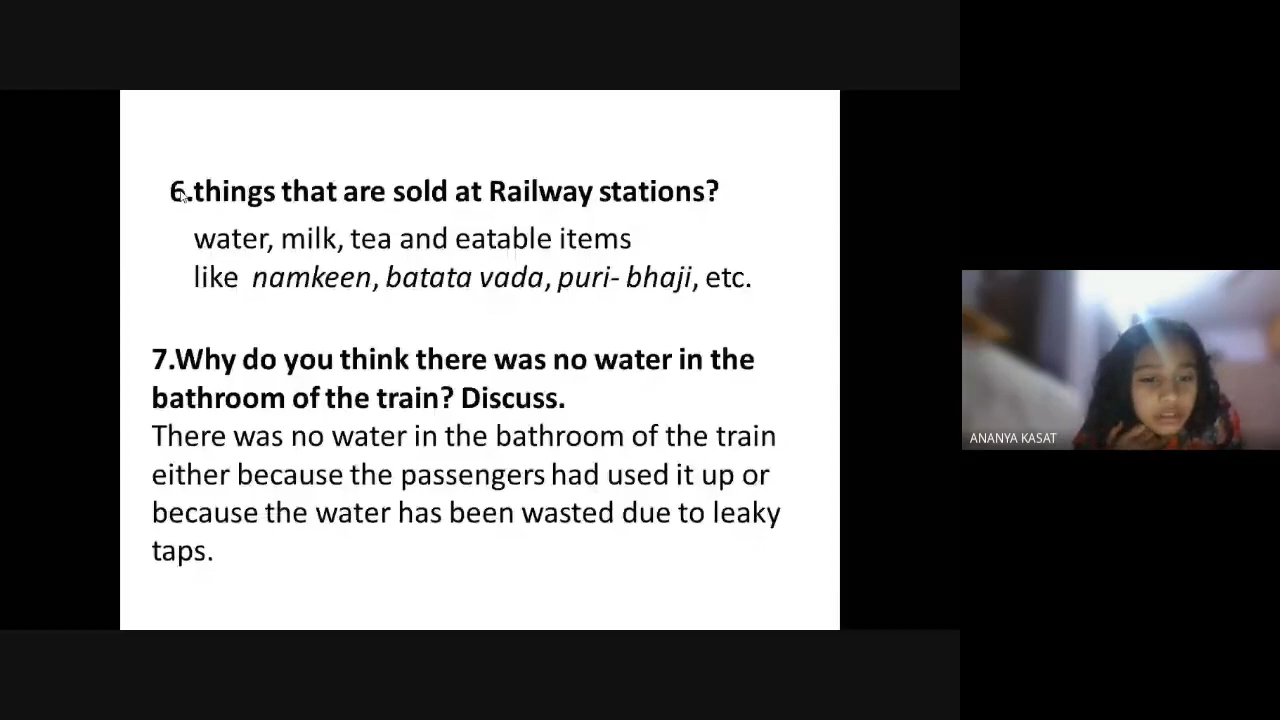 6.things that are sold at Railway stations?
water, milk, tea and eatable items
like namkeen, batata vada, puri- bhaji, etc.
7.Why do you think there was no water in the
bathroom of the train? Discuss.
There was no water in the bathroom of the train
either because the passengers had used it up or
because the water has been wasted due to leaky
taps.
ANANYA KASAT